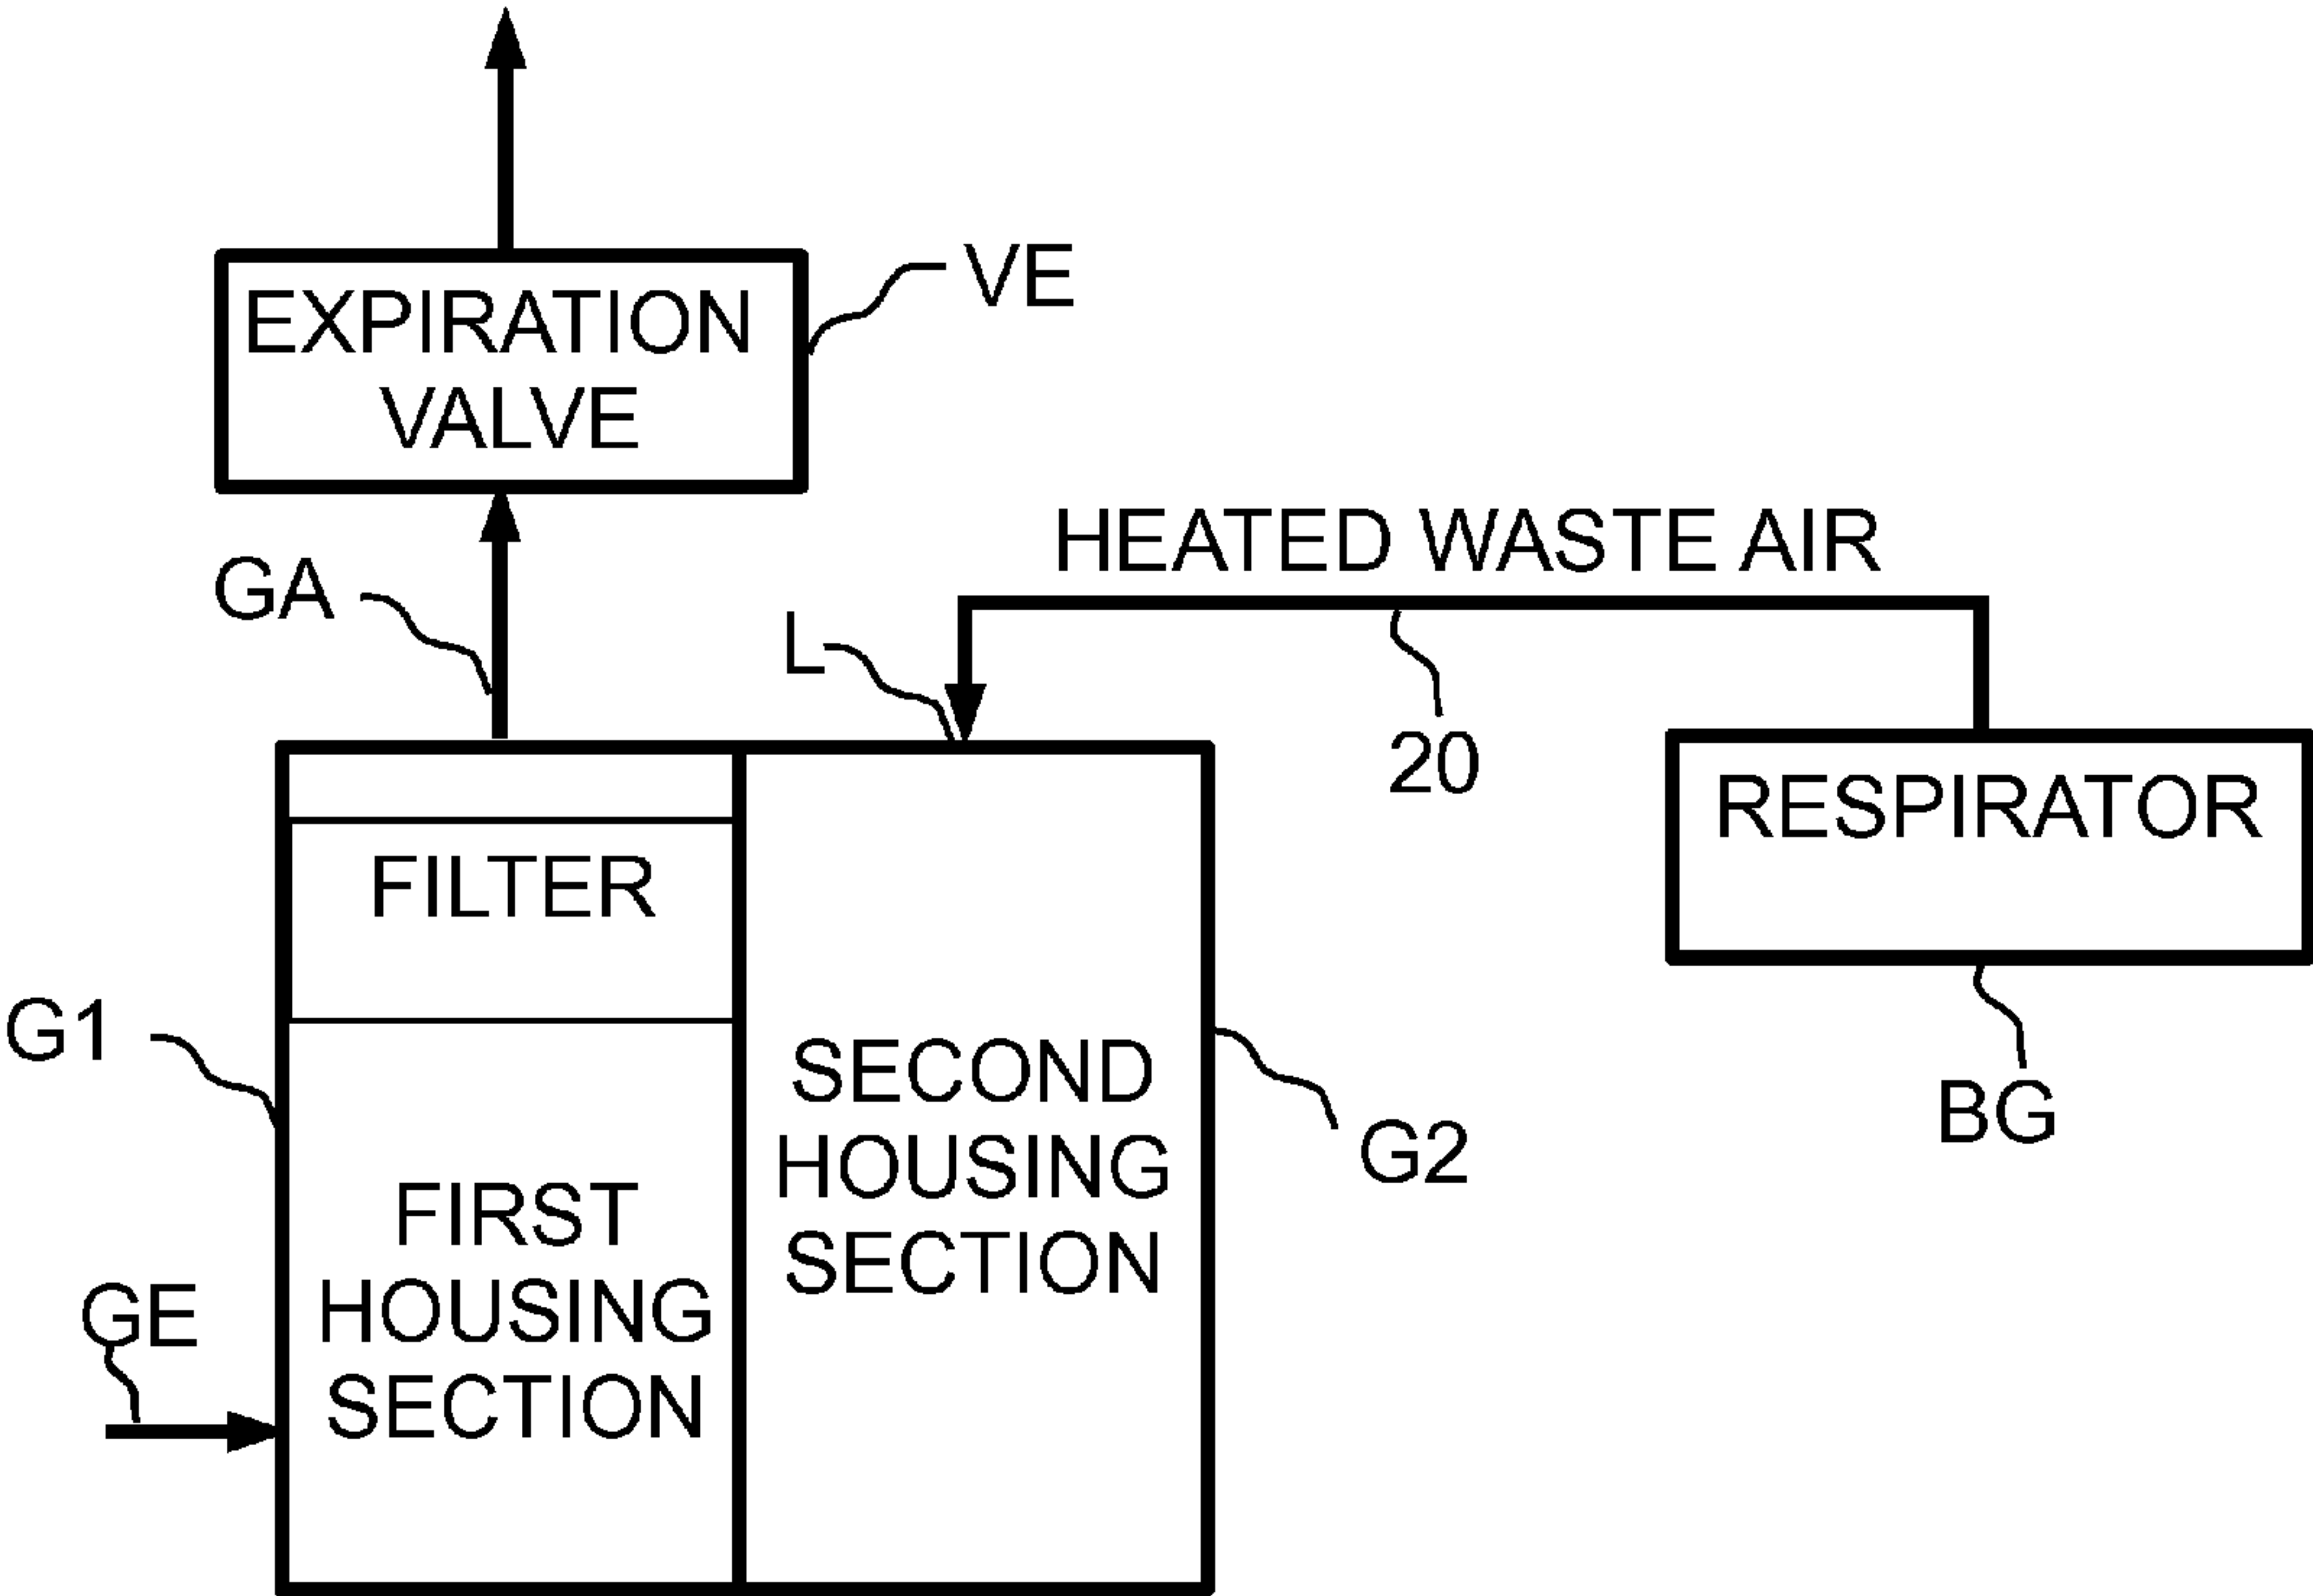 EXPIRATION
VALVE
VE
HEATED WASTE AIR
GA
L
20
RESPIRATOR
FILTER
G1
SECOND
HOUSING
SECTION
G2
BG
FIRST
HOUSING
SECTION
GE